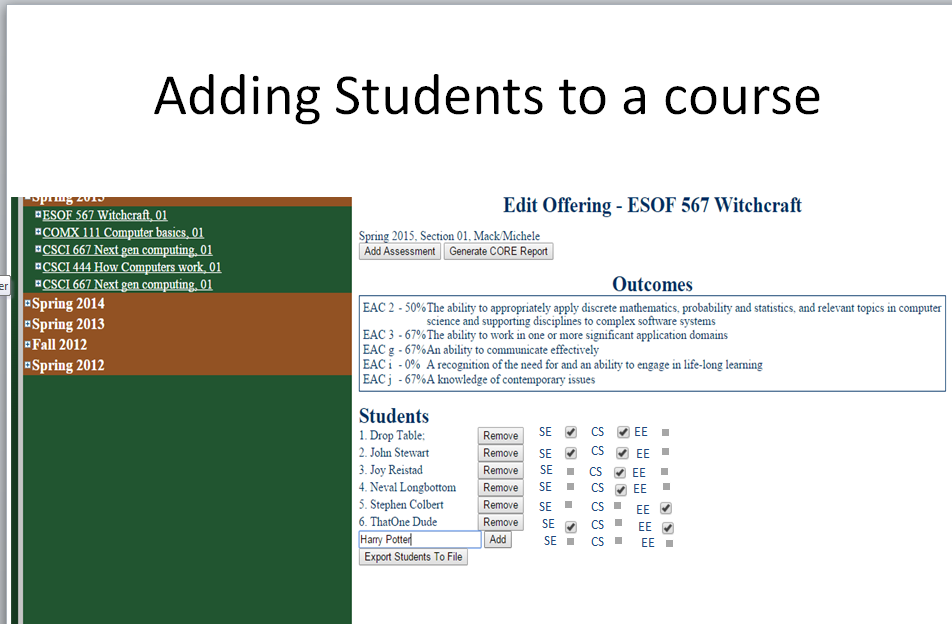 Adding Students to a course
Spring 2015
ESOF 567 Witchcraft, 01
COMX 111 Computer basics, 01
CSCI 667 Next gen computing, 01
CSCI 444 How Computers work, 01
CSCI 667 Next gen computing, 01
Spring 2014
Spring 2013
Fall 2012
Spring 2012
er
Edit Offering - ESOF 567 Witchcraft
Spring 2015, Section 01, Mack/Michele
Add Assessment Generate CORE Report
Outcomes
EAC 2 - 50% The ability to appropriately apply discrete mathematics, probability and statistics, and relevant topics in computer
science and supporting disciplines to complex software systems
EAC 3 - 67% The ability to work in one or more significant application domains
EAC g - 67% An ability to communicate effectively
EAC i - 0% A recognition of the need for and an ability to engage in life-long learning
EAC j - 67% A knowledge of contemporary issues
Students
1. Drop Table; Remove SE CS EE
2. John Stewart Remove SE CS EE
3. Joy Reistad Remove SE CS EE
4. Neval Longbottom Remove SE CS EE
5. Stephen Colbert Remove SE CS EE
6. ThatOne Dude Remove SE CS EE
Harry Potter Add SE CS EE
Export Students To File